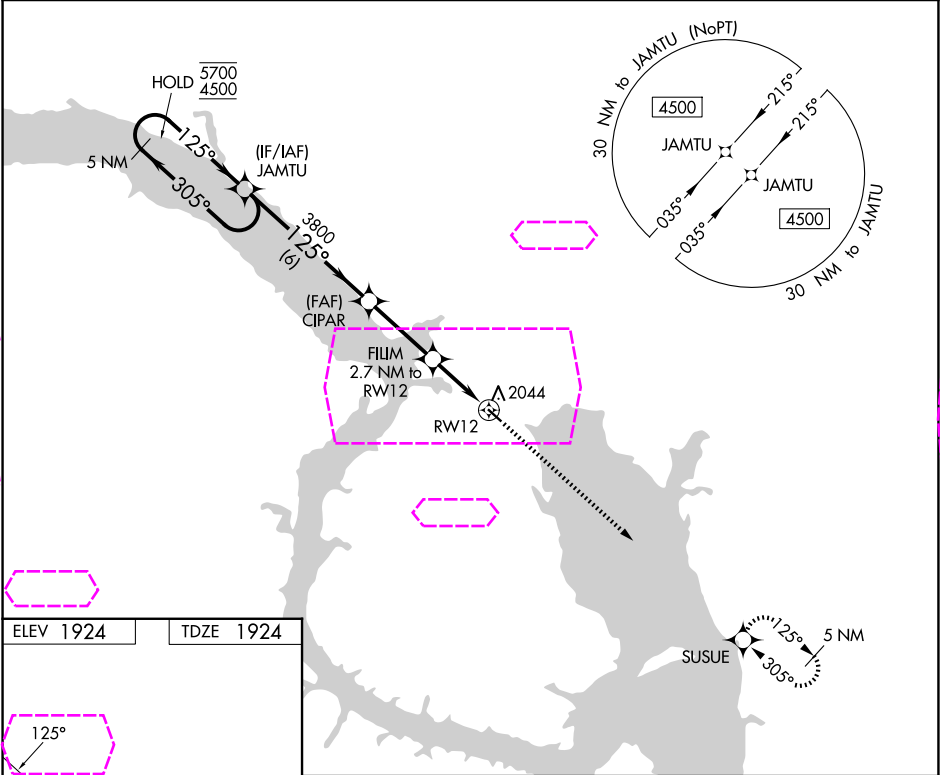 HOLD
5700
4500
125°
5 NM
305°
(IF/IAF)
JAMTU
3800
125°
(6)
(FAF)
CIPAR
FILIM
2.7 NM to
RW12
2044
RW12
30 NM to JAMTU (NoPT)
4500
215°
JAMTU
035°
215°
JAMTU
4500
035°
30 NM to JAMTU
SUSUE
125°
5 NM
305°
ELEV 1924
TDZE 1924
125°